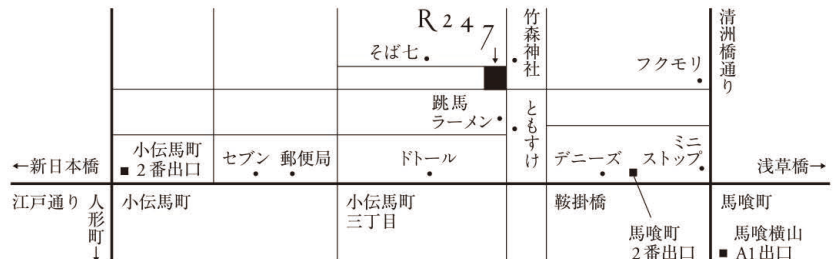 R247
↓
そば七
竹森神社
清洲橋通り
フクモリ
跳馬
ラーメン
ともすけ
小伝馬町
2番出口
セブン
郵便局
ドトール
デニーズ
ミニ
ストップ
←新日本橋
浅草橋→
江戸通り
人形町↓
小伝馬町
小伝馬町
三丁目
鞍掛橋
馬喰町
馬喰町
2番出口
馬喰横山
A1出口